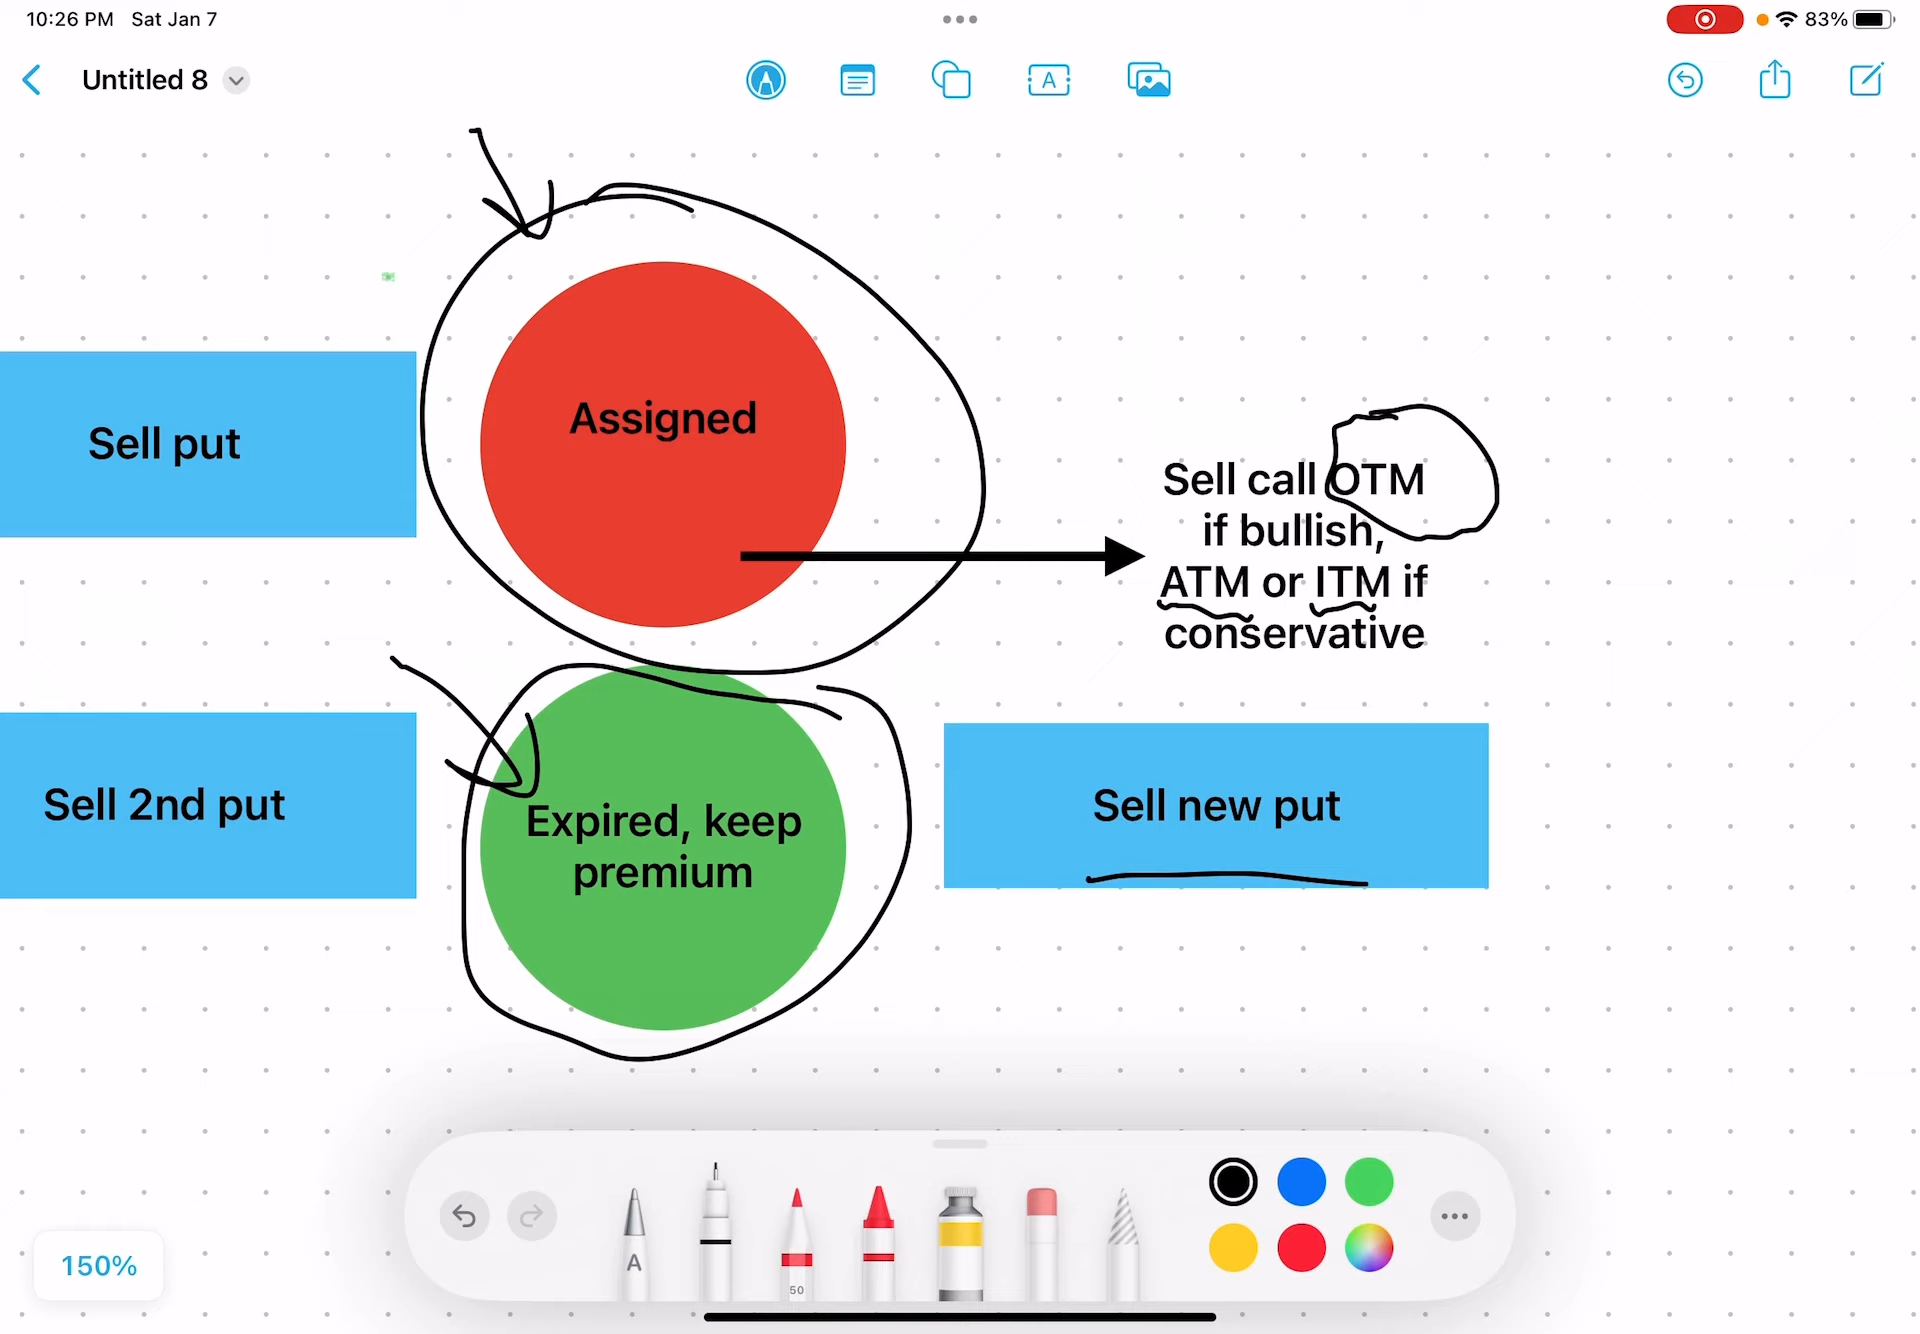 10:26 PM Sat Jan 7
83%
Untitled 8
A
Assigned
Sell put
Sell call OTM
if bullish,
ATM or ITM if
conservative
Sell 2nd put
Expired, keep
premium
Sell new put
A
50
150%